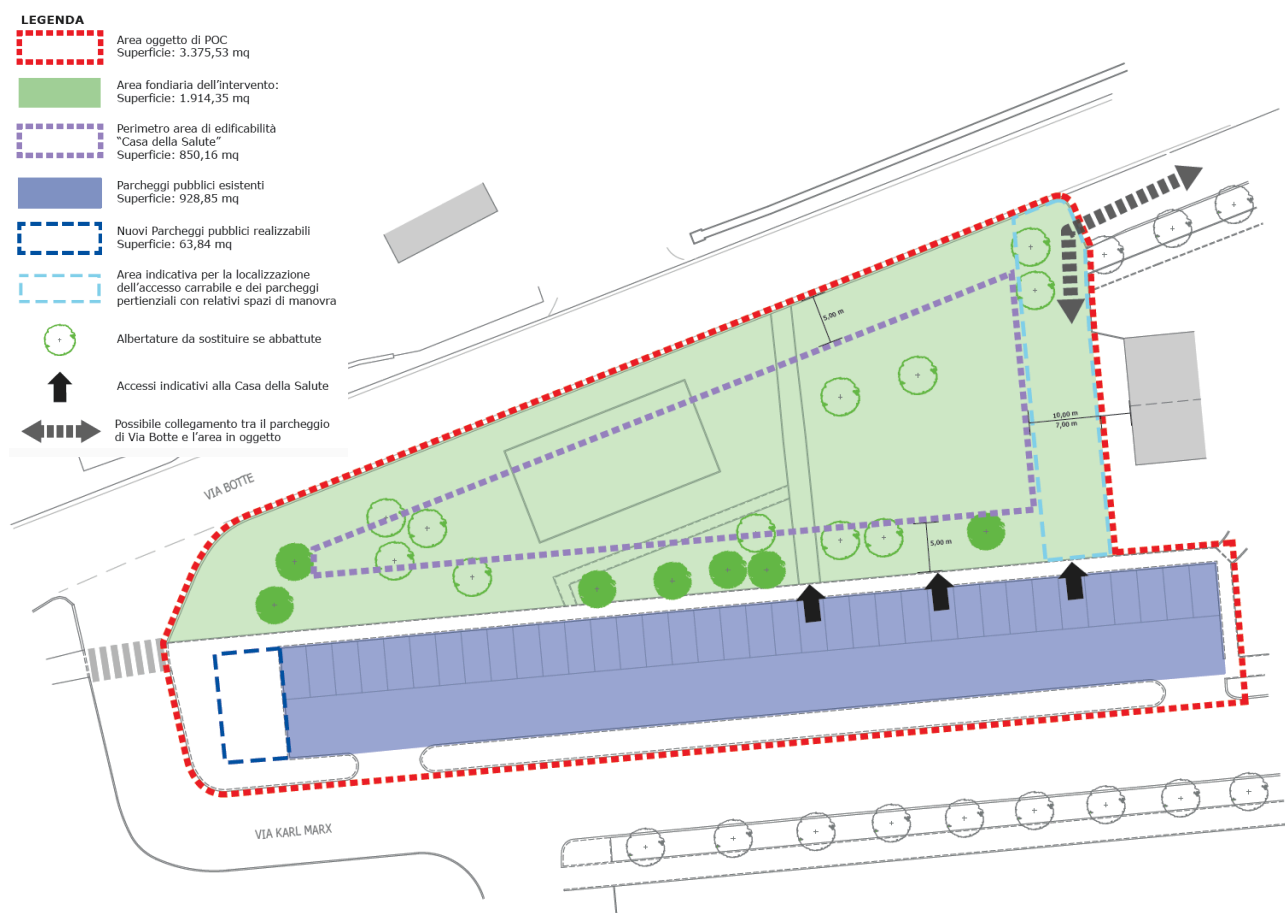 LEGENDA
Area oggetto di POC
Superficie: 3.375,53 mq
Area fondiaria dell'intervento:
Superficie: 1.914,35 mq
Perimetro area di edificabilità
“Casa della Salute”
Superficie: 850,16 mq
Parcheggi pubblici esistenti
Superficie: 928,85 mq
Nuovi Parcheggi pubblici realizzabili
Superficie: 63,84 mq
Area indicativa per la localizzazione
dell'accesso carrabile e dei parcheggi
pertienziali con relativi spazi di manovra
Albertature da sostituire se abbattute
Accessi indicativi alla Casa della Salute
Possibile collegamento tra il parcheggio
di Via Botte e l'area in oggetto
5,00 m
10,00 m
7,00 m
VIA BOTTE
5,00 m
VIA KARL MARX